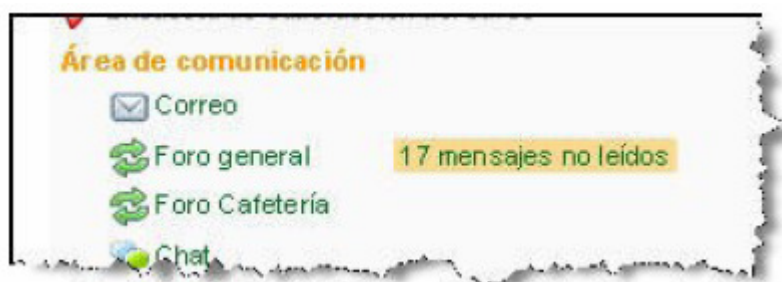 Área de comunicación
Correo
Foro general 17 mensajes no leídos
Foro Cafetería
Chat